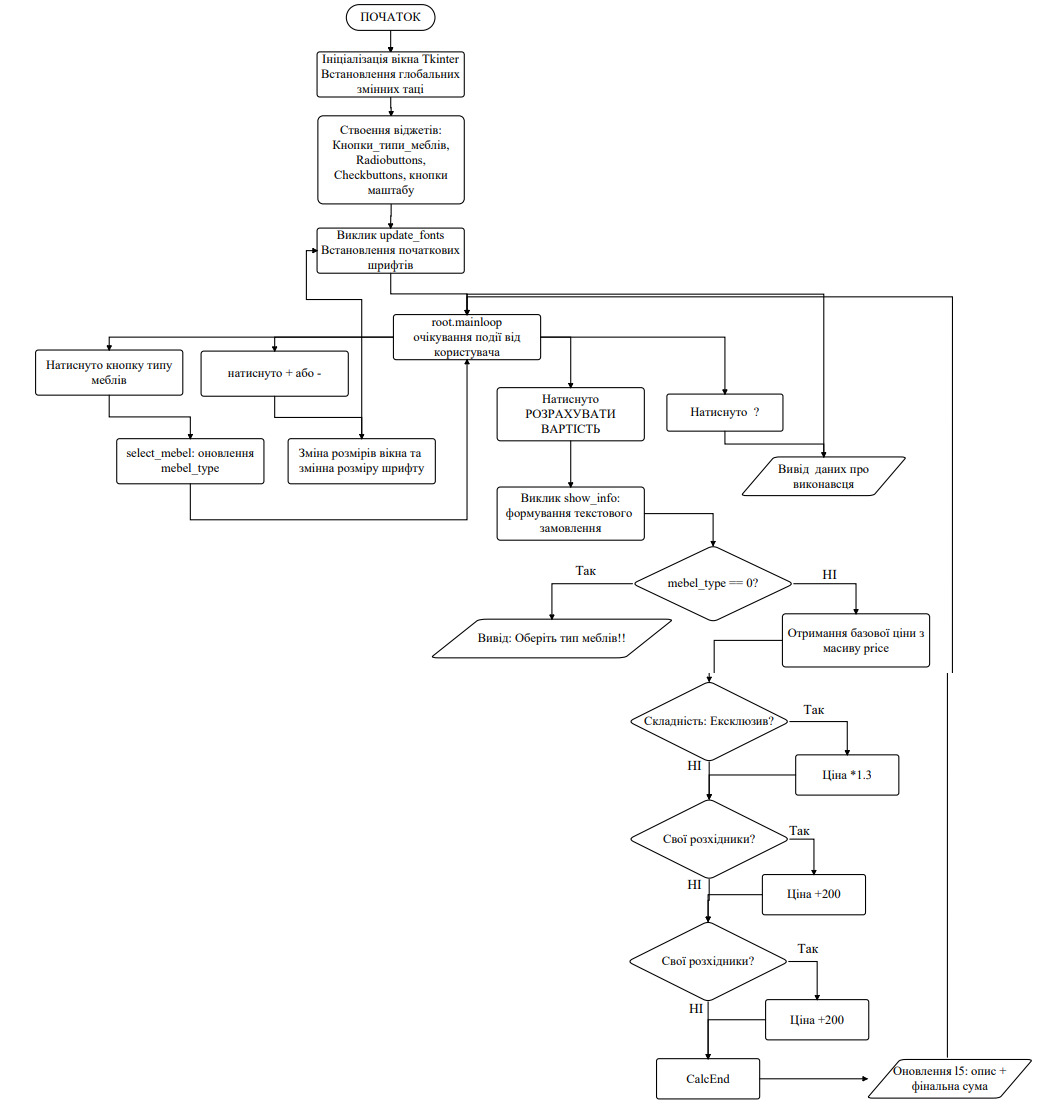 ПОЧАТОК
Ініціалізація вікна Tkinter
Встановлення глобальних
змінних таці
Ствоення віджетів:
Кнопки_типи_меблів,
Radiobuttons,
Checkbuttons, кнопки
маштабу
Виклик update_fonts
Встановлення початкових
шрифтів
root.mainloop
очікування події від
користувача
Натиснуто кнопку типу
меблів
натиснуто + або -
Натиснуто
РОЗРАХУВАТИ
ВАРТІСТЬ
Натиснуто ?
select_mebel: оновлення
mebel_type
Зміна розмірів вікна та
змінна розміру шрифту
Вивід даних про
виконавсця
Виклик show_info:
формування текстового
замовлення
Так
mebel_type == 0?
НІ
Вивід: Оберіть тип меблів!!
Отримання базової ціни з
масиву price
Складність: Ексклюзив?
Так
НІ
Ціна *1.3
Свої розхідники?
Так
НІ
Ціна +200
Свої розхідники?
Так
НІ
Ціна +200
CalcEnd
Оновлення l5: опис +
фінальна сума